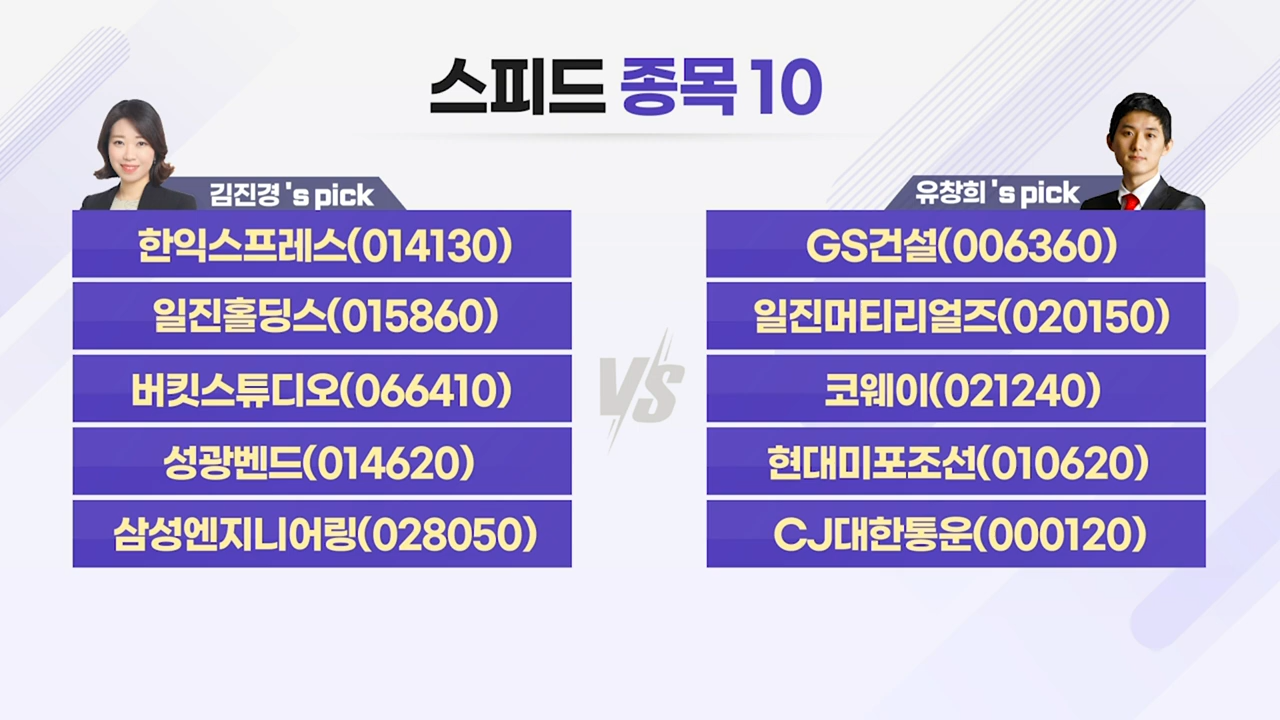 스피드 종목 10
김진경 's pick
한익스프레스(014130)
일진홀딩스(015860)
버킷스튜디오(066410)
성광벤드(014620)
삼성엔지니어링(028050)
VS
유창희 's pick
GS건설(006360)
일진머티리얼즈(020150)
코웨이(021240)
현대미포조선(010620)
CJ대한통운(000120)